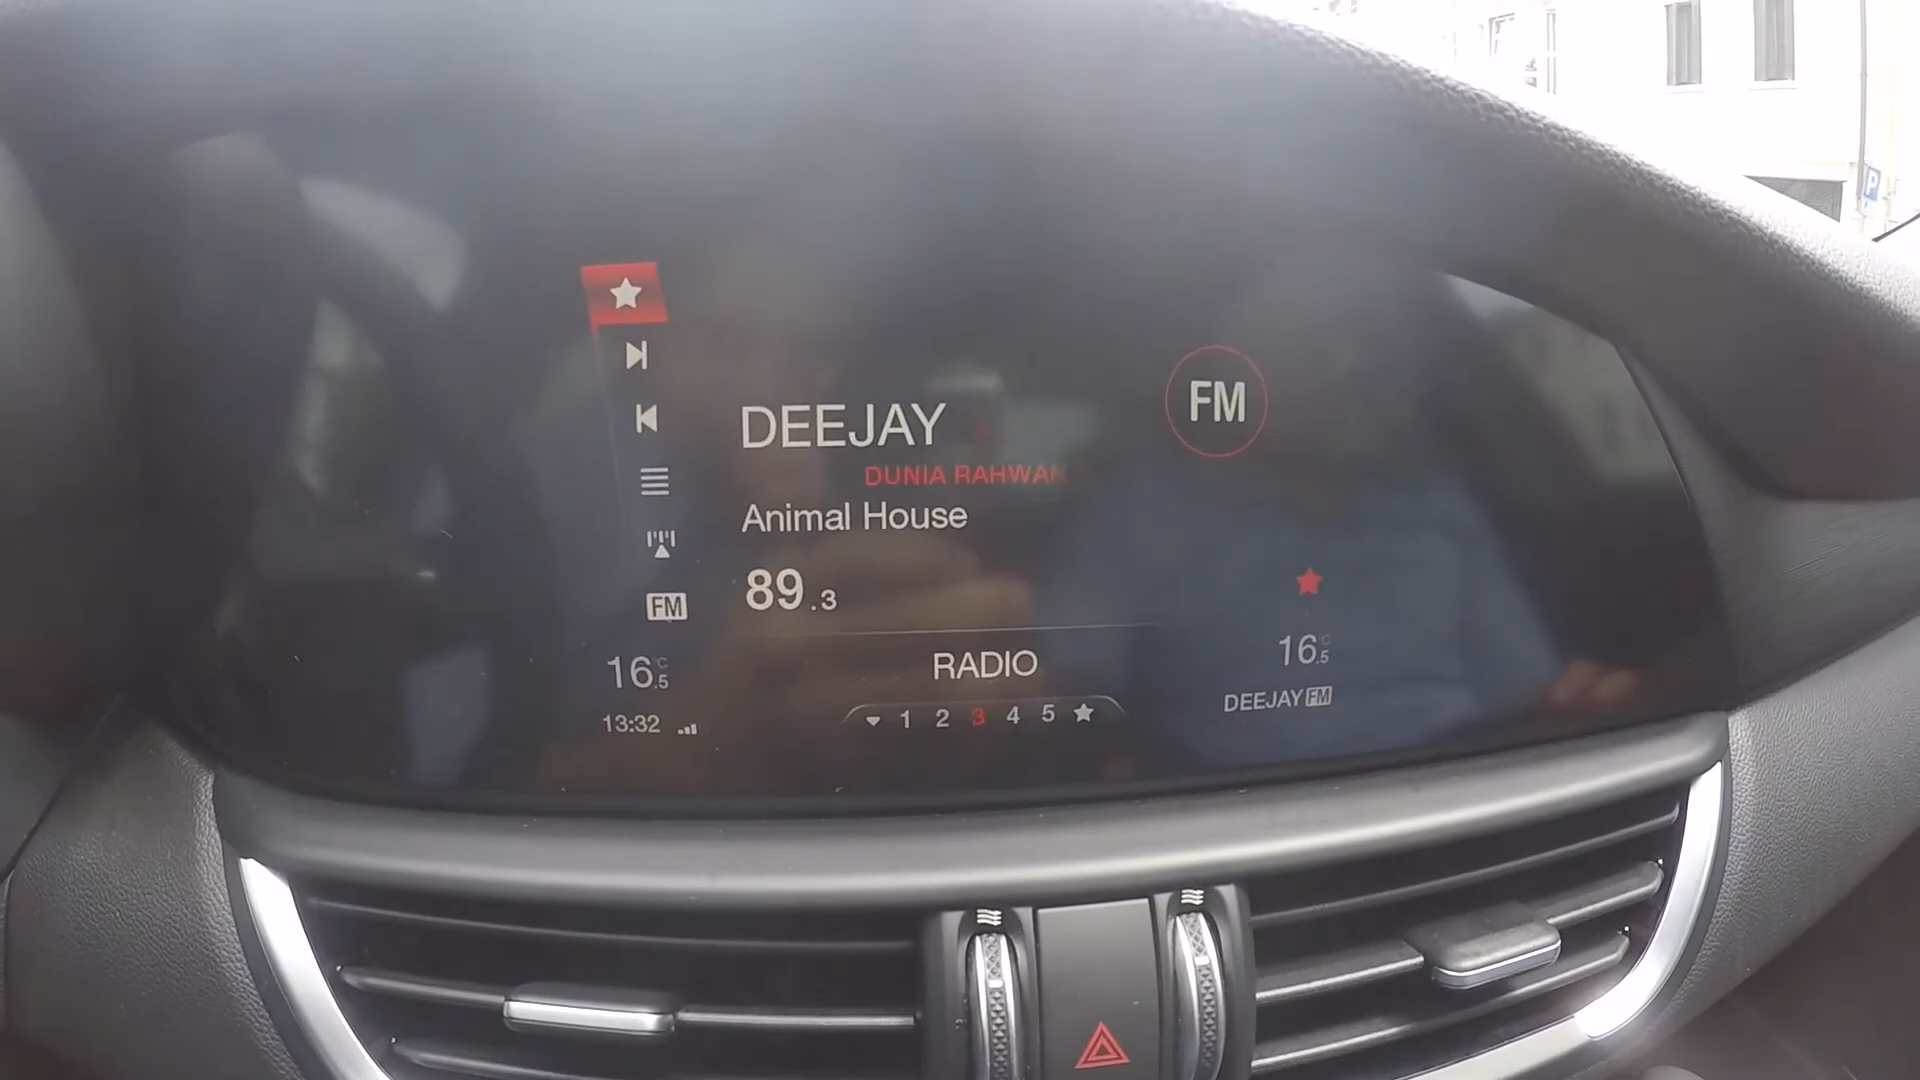 P
FM
DEEJAY
DUNIA RAHWAN
Animal House
89.3
FM
16.5 °C
16.5 °C
RADIO
DEEJAY FM
13:32
1 2 3 4 5